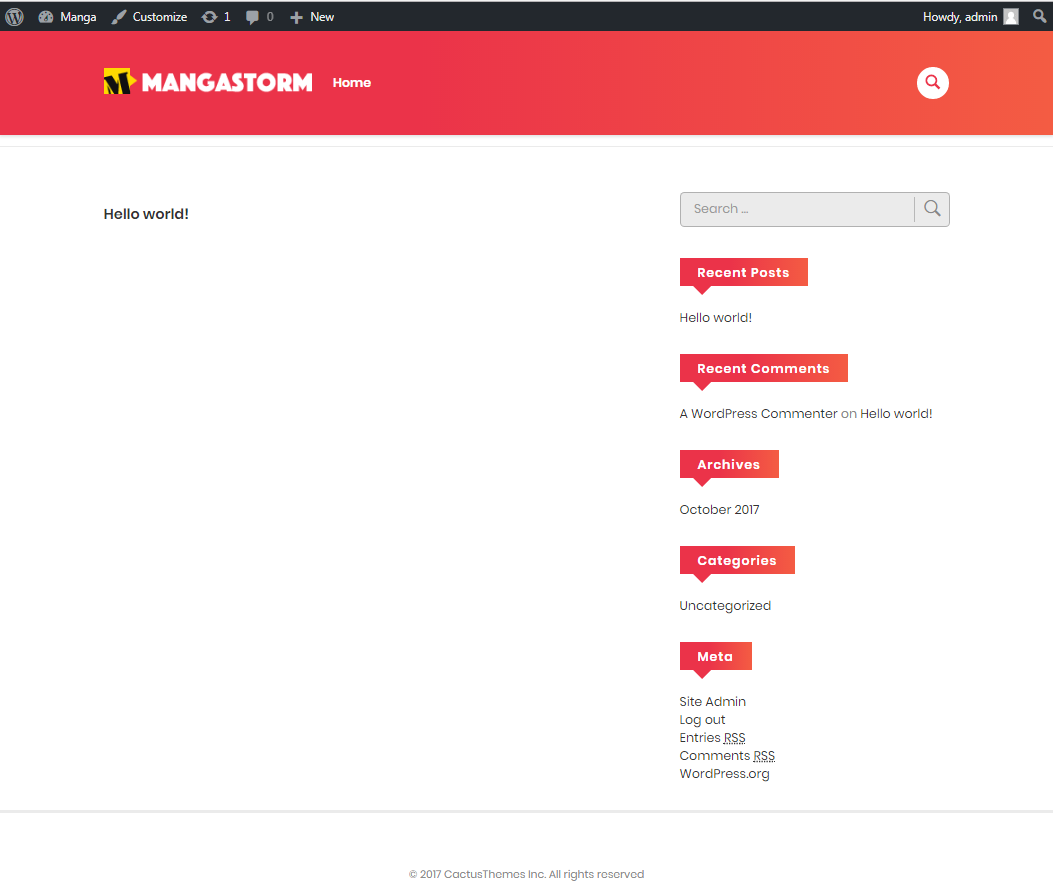 Manga Customize 1 0 New Howdy, admin
MANGASTORM Home
Hello world!
Search ...
Recent Posts
Hello world!
Recent Comments
A WordPress Commenter on Hello world!
Archives
October 2017
Categories
Uncategorized
Meta
Site Admin
Log out
Entries RSS
Comments RSS
WordPress.org
© 2017 CactusThemes Inc. All rights reserved